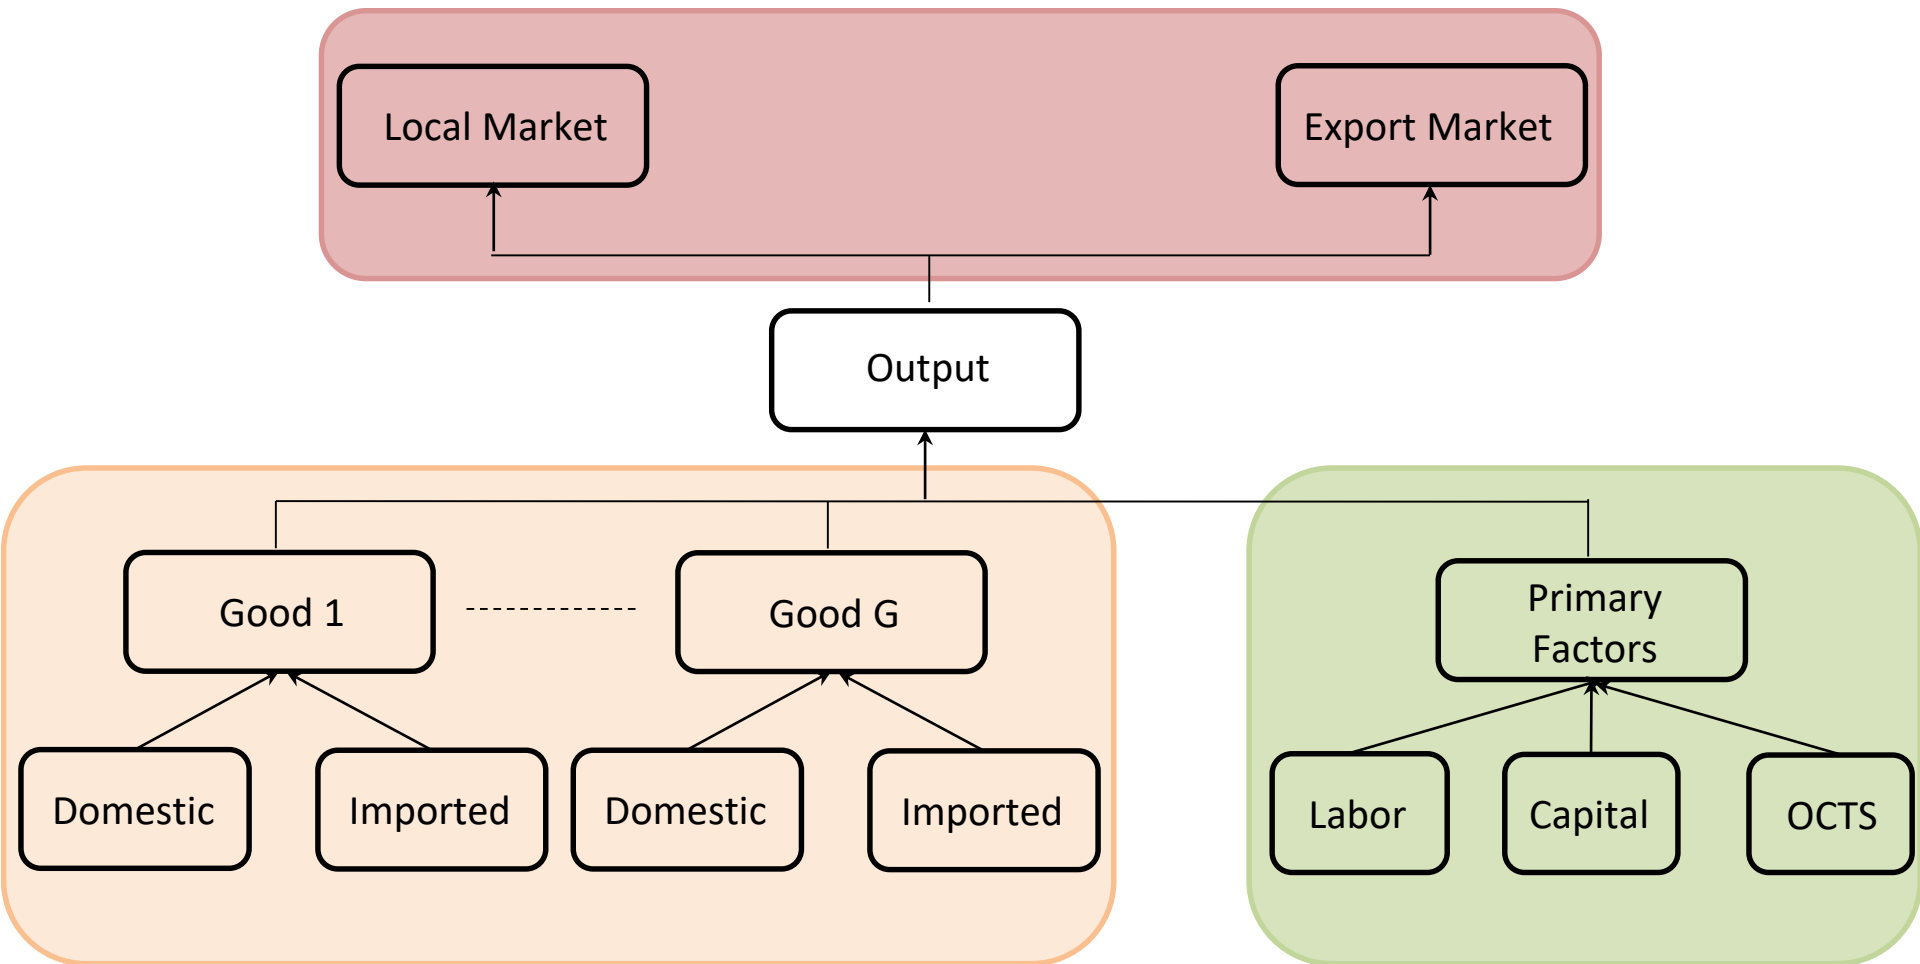 Local Market
Export Market
Output
Good 1
Good G
Primary
Factors
Domestic
Imported
Domestic
Imported
Labor
Capital
OCTS